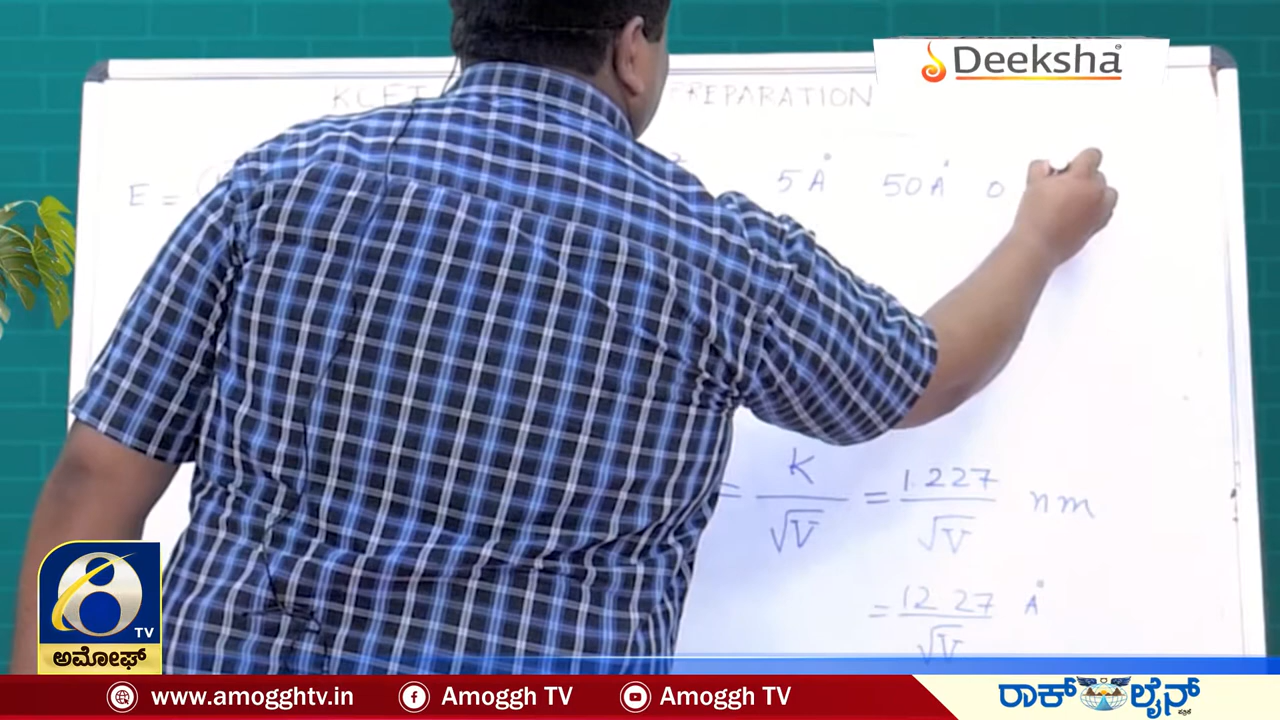 Deeksha
KCET PREPARATION
E = 5 Å 50 Å 0
= K / √V = 1.227 / √V nm
= 12.27 / √V Å
TV
ಅಮೋಘ್
www.amogghtv.in Amoggh TV Amoggh TV ರಾಕ್ ಲೈನ್